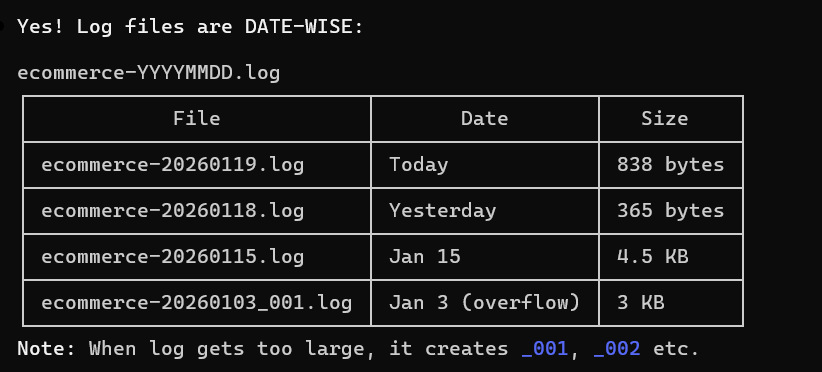 Yes! Log files are DATE-WISE:
ecommerce-YYYYMMDD.log
File Date Size
ecommerce-20260119.log Today 838 bytes
ecommerce-20260118.log Yesterday 365 bytes
ecommerce-20260115.log Jan 15 4.5 KB
ecommerce-20260103_001.log Jan 3 (overflow) 3 KB
Note: When log gets too large, it creates _001, _002 etc.